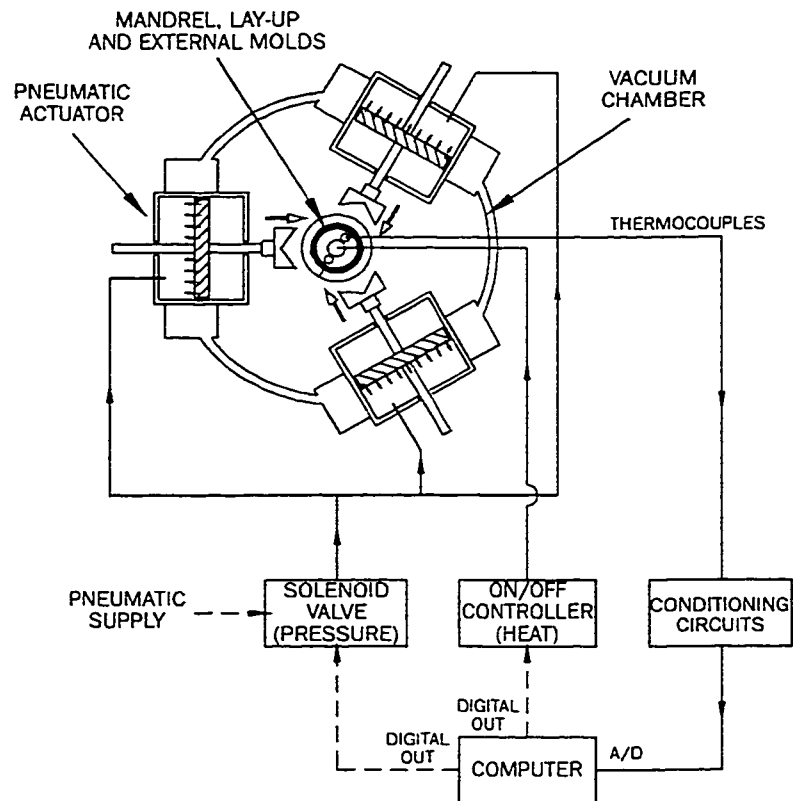 MANDREL, LAY-UP
AND EXTERNAL MOLDS
PNEUMATIC
ACTUATOR
VACUUM
CHAMBER
THERMOCOUPLES
PNEUMATIC
SUPPLY
SOLENOID
VALVE
(PRESSURE)
ON/OFF
CONTROLLER
(HEAT)
CONDITIONING
CIRCUITS
DIGITAL
OUT
DIGITAL
OUT
COMPUTER
A/D